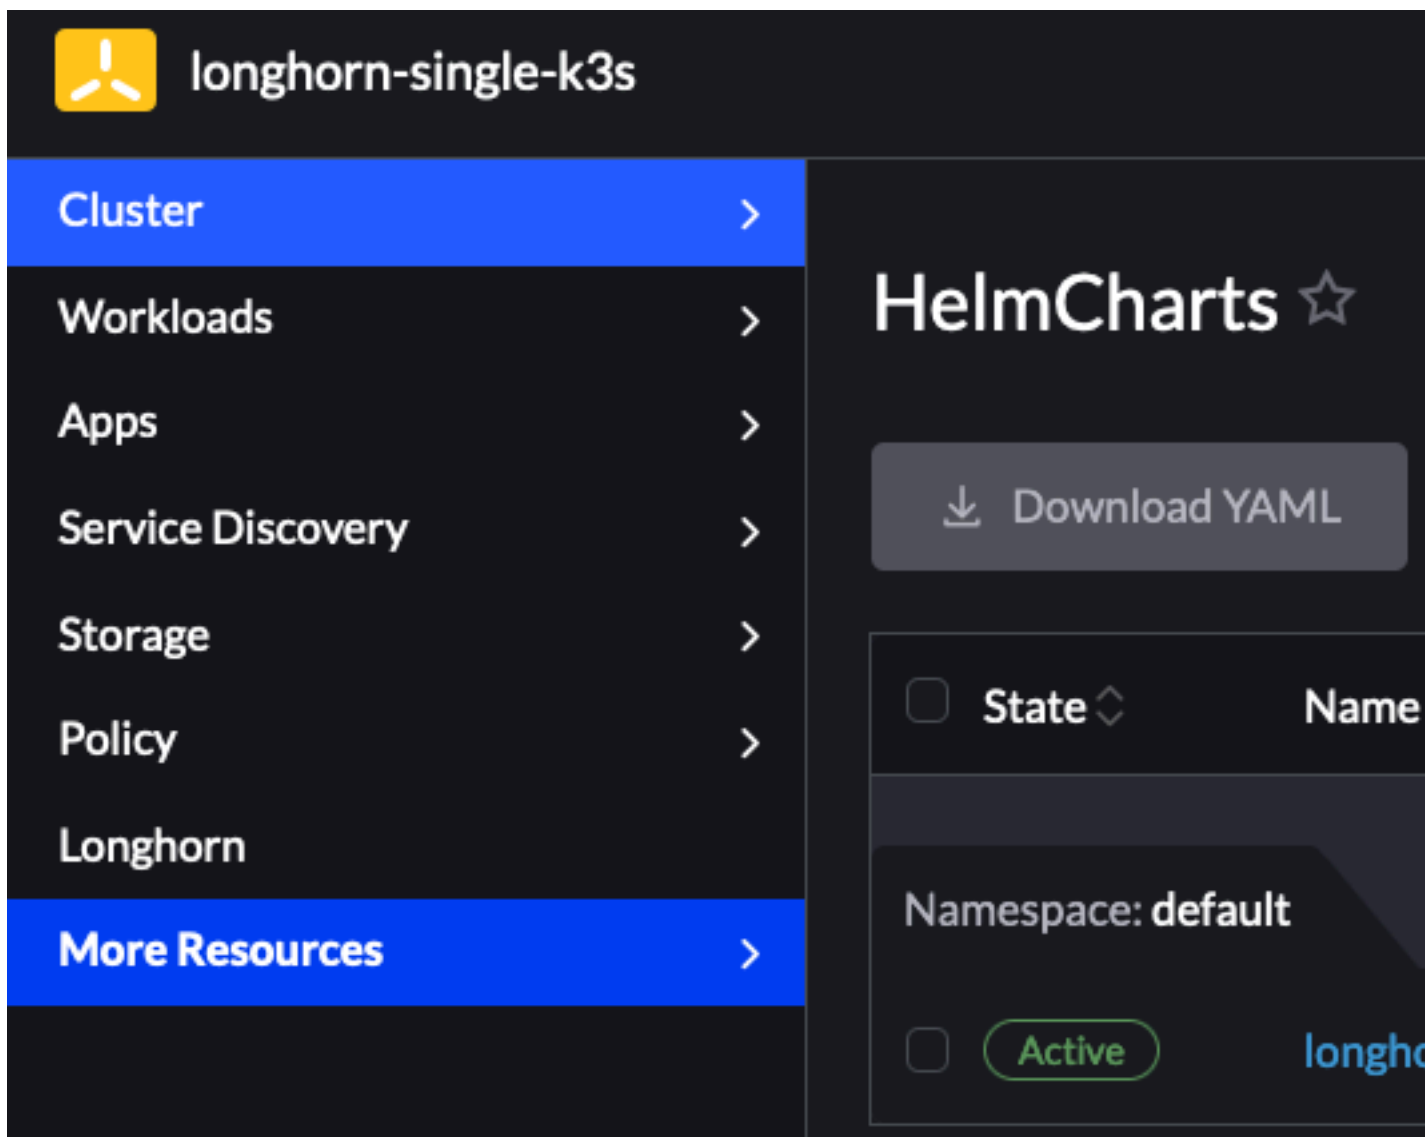 longhorn-single-k3s
Cluster
Workloads
Apps
Service Discovery
Storage
Policy
Longhorn
More Resources
HelmCharts
Download YAML
State Name
Namespace: default
Active